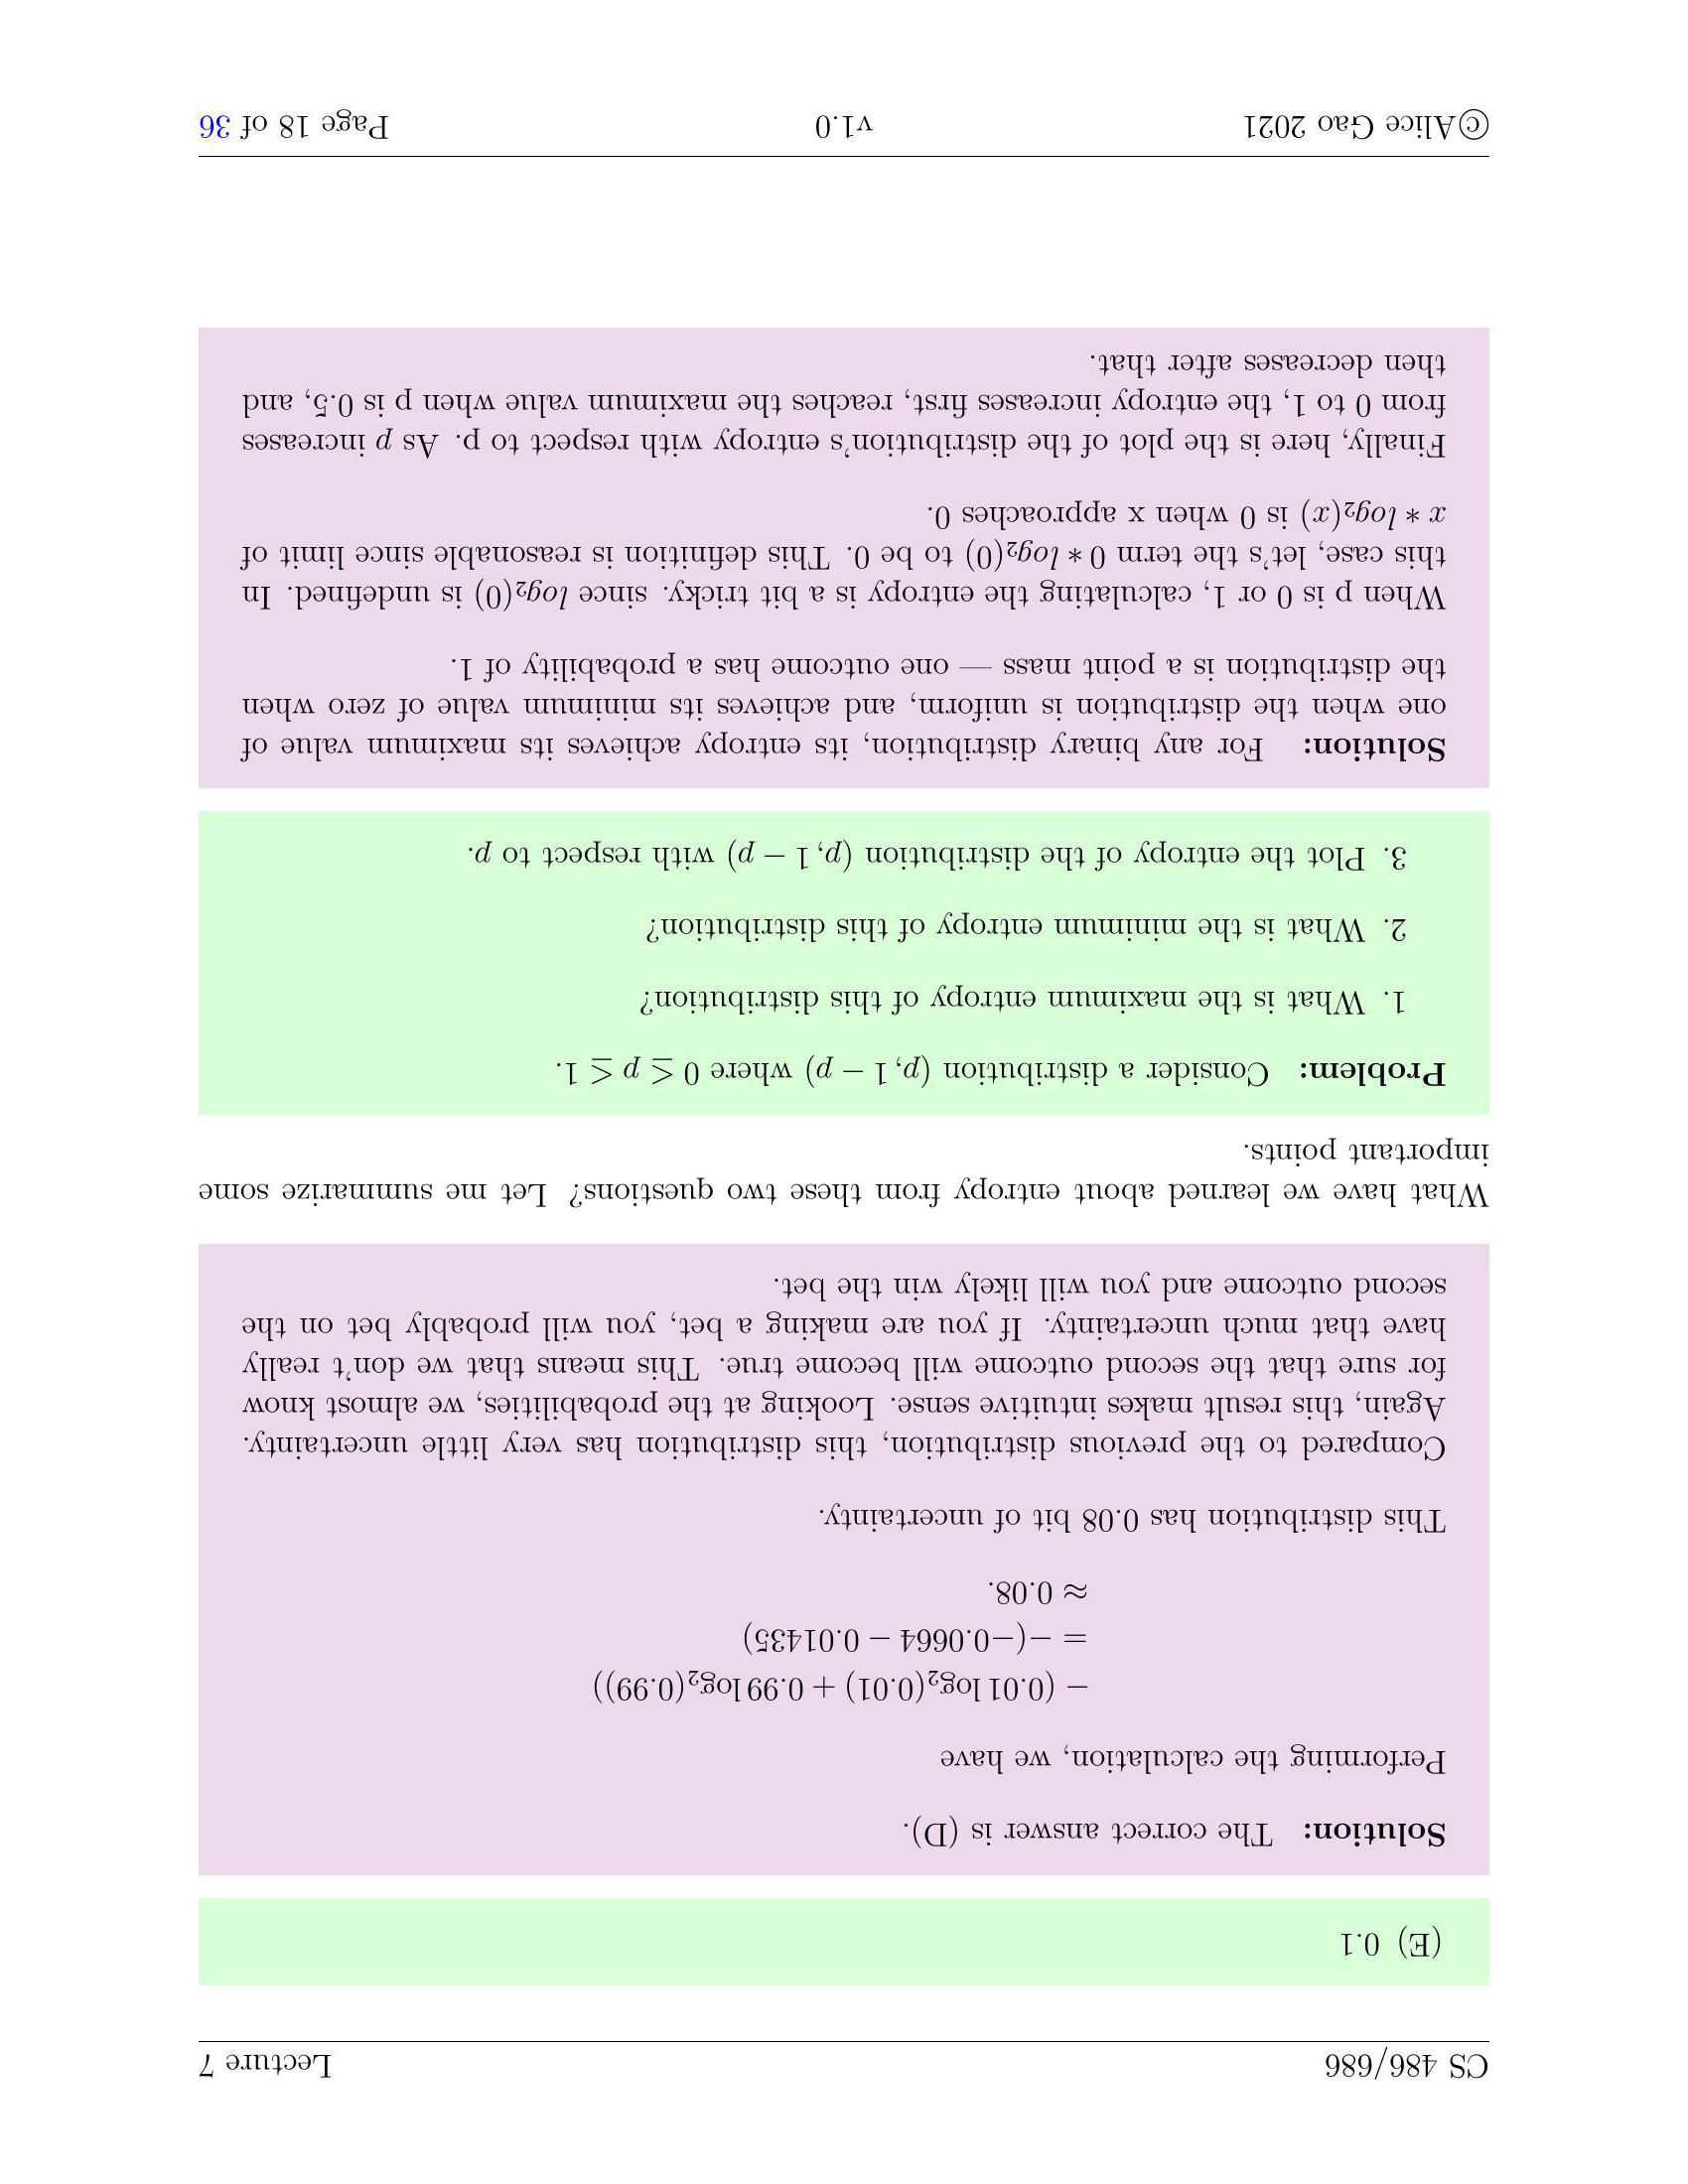 CS 486/686 Lecture 7
(E) 0.1
Solution: The correct answer is (D).
Performing the calculation, we have
− (0.01 log₂(0.01) + 0.99 log₂(0.99))
= −(−0.0664 − 0.01435)
≈ 0.08.
This distribution has 0.08 bit of uncertainty.
Compared to the previous distribution, this distribution has very little uncertainty.
Again, this result makes intuitive sense. Looking at the probabilities, we almost know
for sure that the second outcome will become true. This means that we don't really
have that much uncertainty. If you are making a bet, you will probably bet on the
second outcome and you will likely win the bet.
What have we learned about entropy from these two questions? Let me summarize some
important points.
Problem: Consider a distribution (p, 1 − p) where 0 ≤ p ≤ 1.
1. What is the maximum entropy of this distribution?
2. What is the minimum entropy of this distribution?
3. Plot the entropy of the distribution (p, 1 − p) with respect to p.
Solution: For any binary distribution, its entropy achieves its maximum value of
one when the distribution is uniform, and achieves its minimum value of zero when
the distribution is a point mass — one outcome has a probability of 1.
When p is 0 or 1, calculating the entropy is a bit tricky. since log₂(0) is undefined. In
this case, let's the term 0 * log₂(0) to be 0. This definition is reasonable since limit of
x * log₂(x) is 0 when x approaches 0.
Finally, here is the plot of the distribution's entropy with respect to p. As p increases
from 0 to 1, the entropy increases first, reaches the maximum value when p is 0.5, and
then decreases after that.
©Alice Gao 2021 v1.0 Page 18 of 36